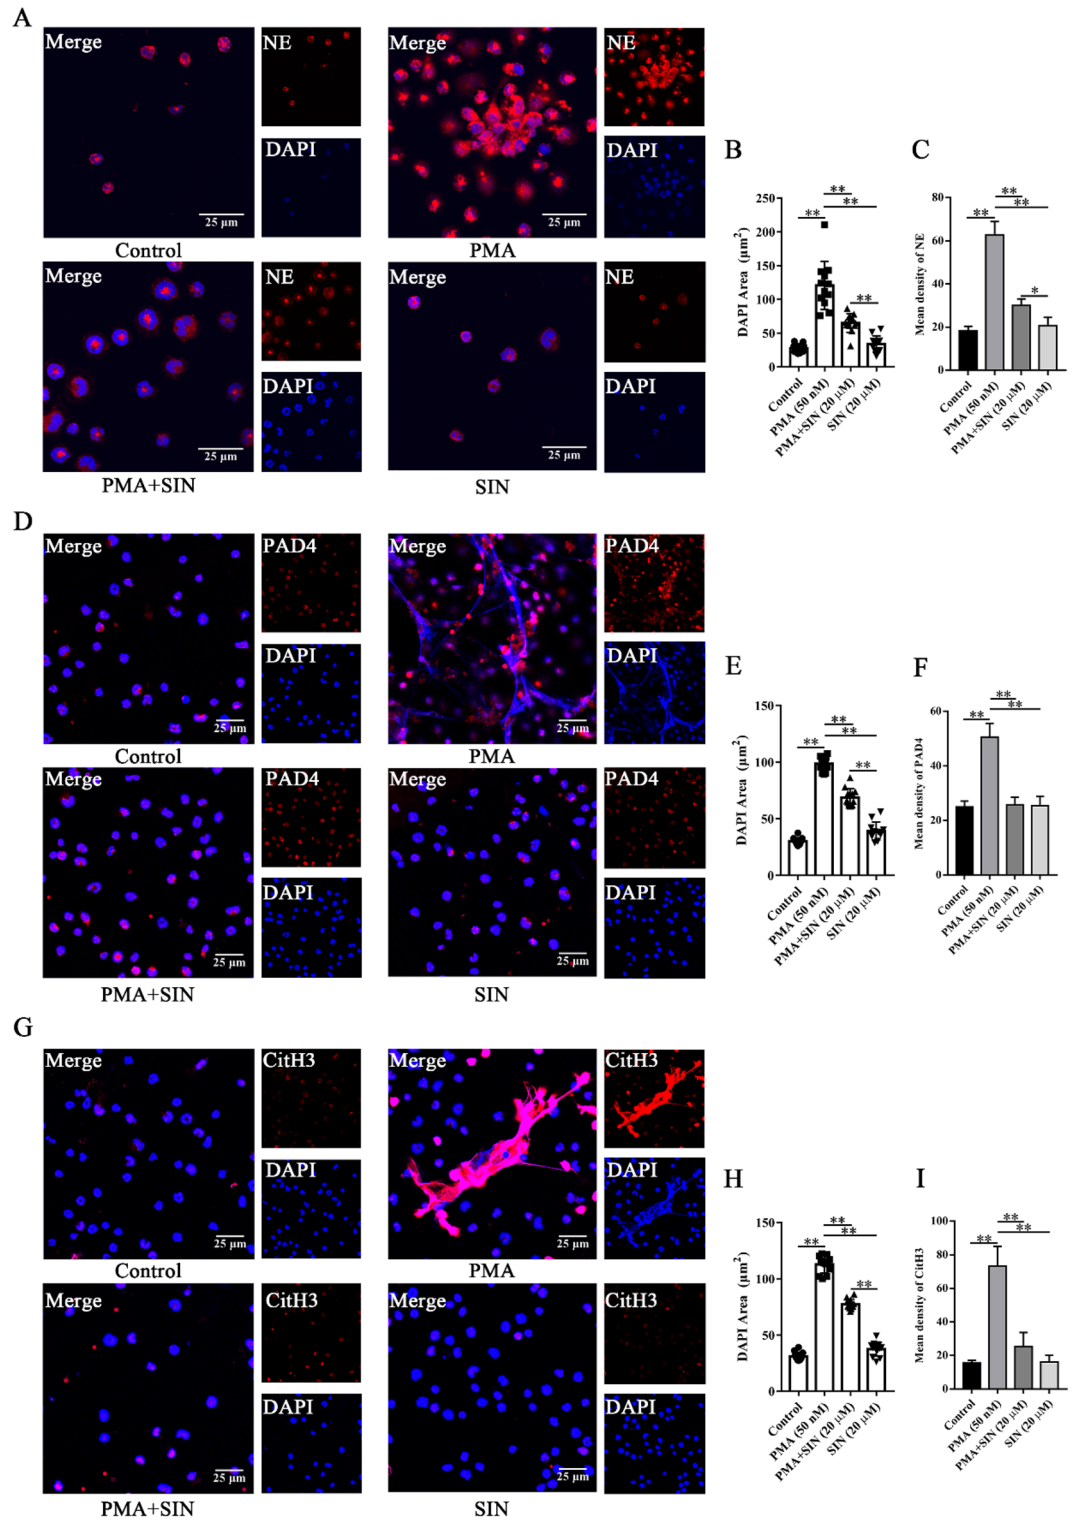 A
Merge
NE
DAPI
25 µm
Control
Merge
NE
DAPI
25 µm
PMA
Merge
NE
DAPI
25 µm
PMA+SIN
Merge
NE
DAPI
25 µm
SIN
B
DAPI Area (µm²)
250
200
150
100
50
0
**
**
**
**
Control
PMA (50 nM)
PMA+SIN (20 µM)
SIN (20 µM)
C
Mean density of NE
80
60
40
20
0
**
**
**
*
Control
PMA (50 nM)
PMA+SIN (20 µM)
SIN (20 µM)
D
Merge
PAD4
DAPI
25 µm
Control
Merge
PAD4
DAPI
25 µm
PMA
Merge
PAD4
DAPI
25 µm
PMA+SIN
Merge
PAD4
DAPI
25 µm
SIN
E
DAPI Area (µm²)
150
100
50
0
**
**
**
**
Control
PMA (50 nM)
PMA+SIN (20 µM)
SIN (20 µM)
F
Mean density of PAD4
60
40
20
0
**
**
**
Control
PMA (50 nM)
PMA+SIN (20 µM)
SIN (20 µM)
G
Merge
CitH3
DAPI
25 µm
Control
Merge
CitH3
DAPI
25 µm
PMA
Merge
CitH3
DAPI
25 µm
PMA+SIN
Merge
CitH3
DAPI
25 µm
SIN
H
DAPI Area (µm²)
150
100
50
0
**
**
**
**
Control
PMA (50 nM)
PMA+SIN (20 µM)
SIN (20 µM)
I
Mean density of CitH3
100
80
60
40
20
0
**
**
**
Control
PMA (50 nM)
PMA+SIN (20 µM)
SIN (20 µM)